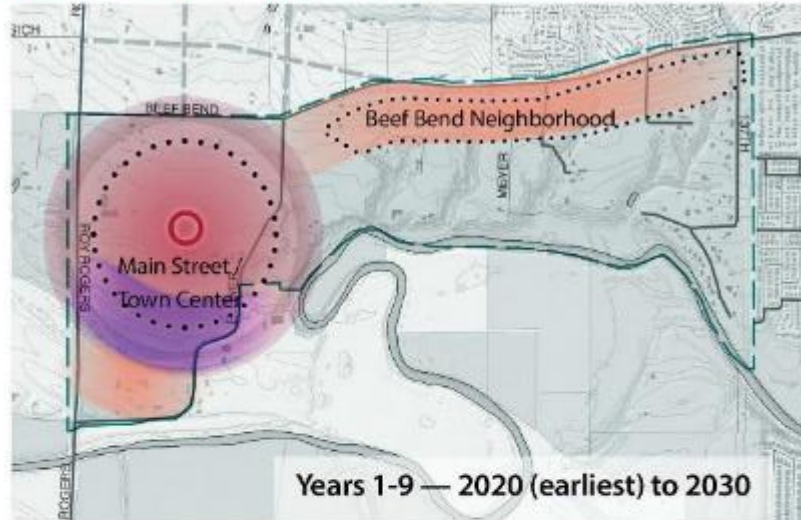 BEEF BEND
Beef Bend Neighborhood
137TH
MEYER
ROY ROGERS
Main Street /
Town Center
Years 1-9 — 2020 (earliest) to 2030